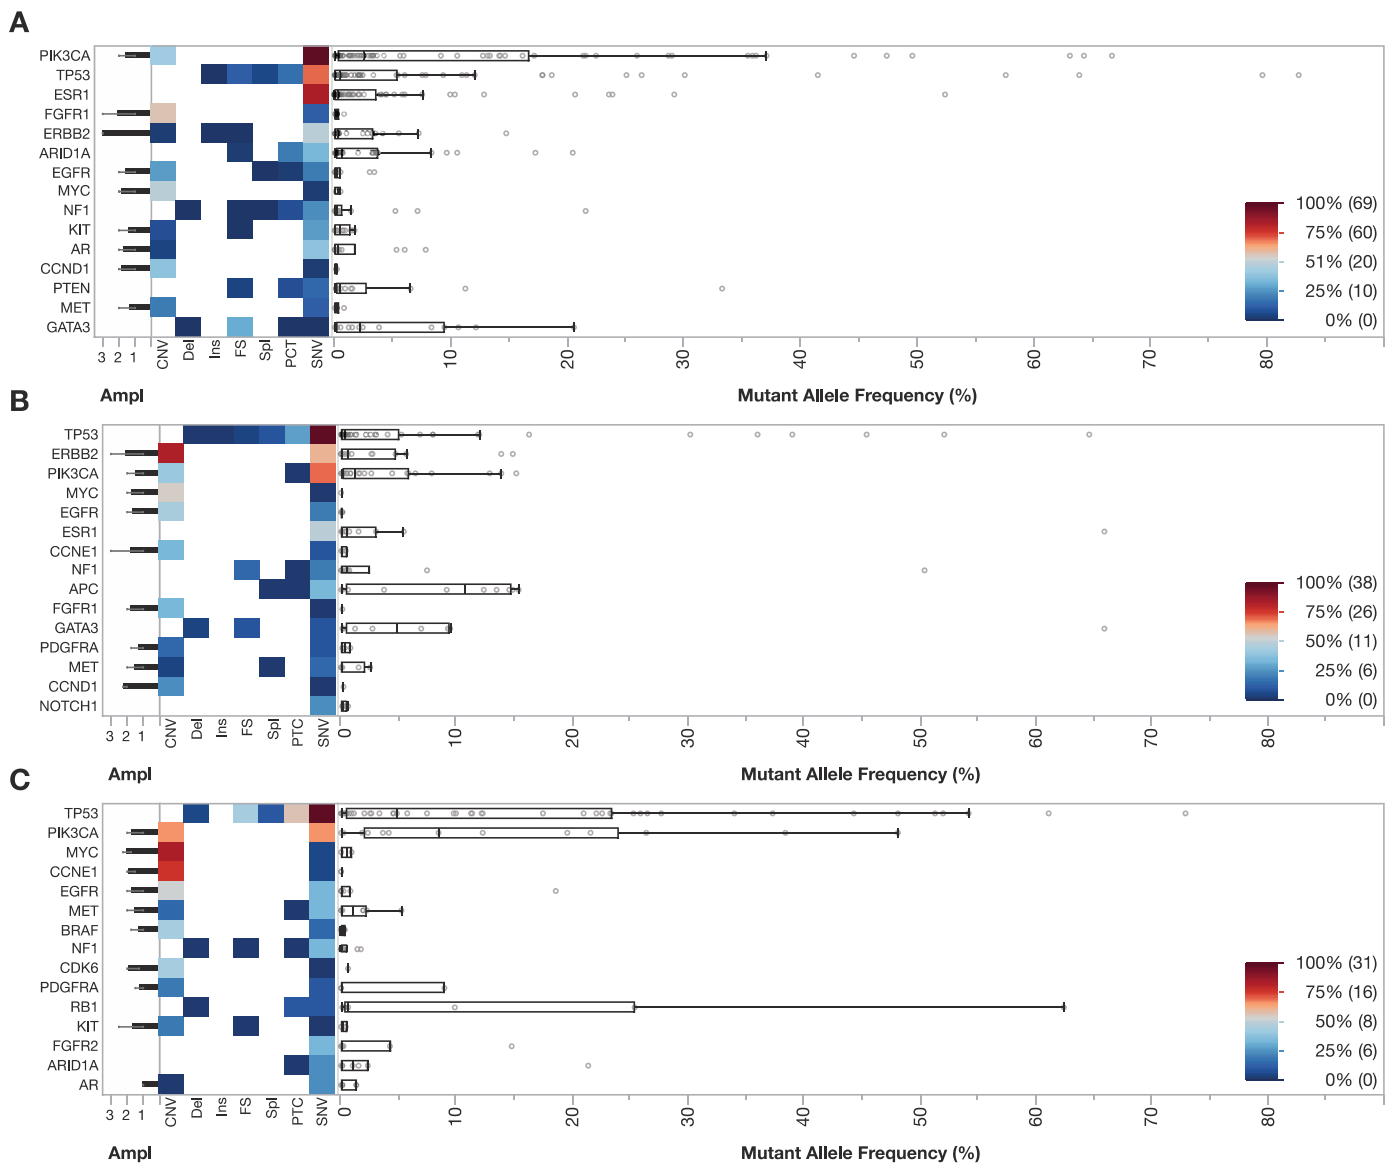 A
PIK3CA
TP53
ESR1
FGFR1
ERBB2
ARID1A
EGFR
MYC
NF1
KIT
AR
CCND1
PTEN
MET
GATA3
100% (69)
75% (60)
51% (20)
25% (10)
0% (0)
3 2 1 CNV Del Ins FS Spl PCT SNV 0 10 20 30 40 50 60 70 80
Ampl Mutant Allele Frequency (%)
B
TP53
ERBB2
PIK3CA
MYC
EGFR
ESR1
CCNE1
NF1
APC
FGFR1
GATA3
PDGFRA
MET
CCND1
NOTCH1
100% (38)
75% (26)
50% (11)
25% (6)
0% (0)
3 2 1 CNV Del Ins FS Spl PTC SNV 0 10 20 30 40 50 60 70 80
Ampl Mutant Allele Frequency (%)
C
TP53
PIK3CA
MYC
CCNE1
EGFR
MET
BRAF
NF1
CDK6
PDGFRA
RB1
KIT
FGFR2
ARID1A
AR
100% (31)
75% (16)
50% (8)
25% (6)
0% (0)
3 2 1 CNV Del Ins FS Spl PTC SNV 0 10 20 30 40 50 60 70 80
Ampl Mutant Allele Frequency (%)